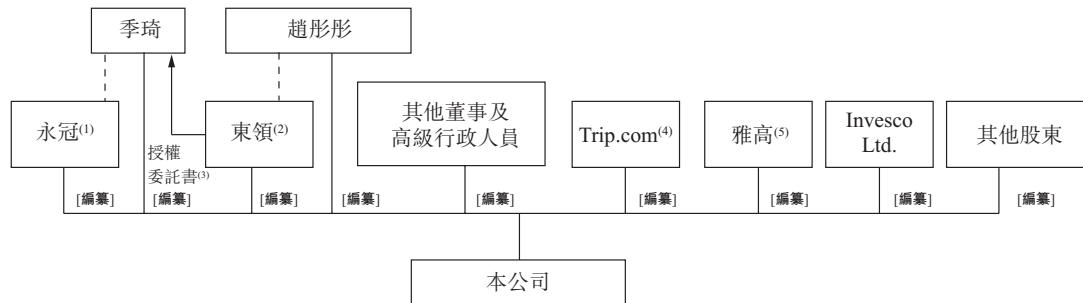 季琦
趙彤彤
永冠(1)
東領(2)
其他董事及
高級行政人員
Trip.com(4)
雅高(5)
Invesco
Ltd.
其他股東
授權
委託書(3)
[編纂]
[編纂]
[編纂]
[編纂]
[編纂]
[編纂]
[編纂]
[編纂]
[編纂]
本公司